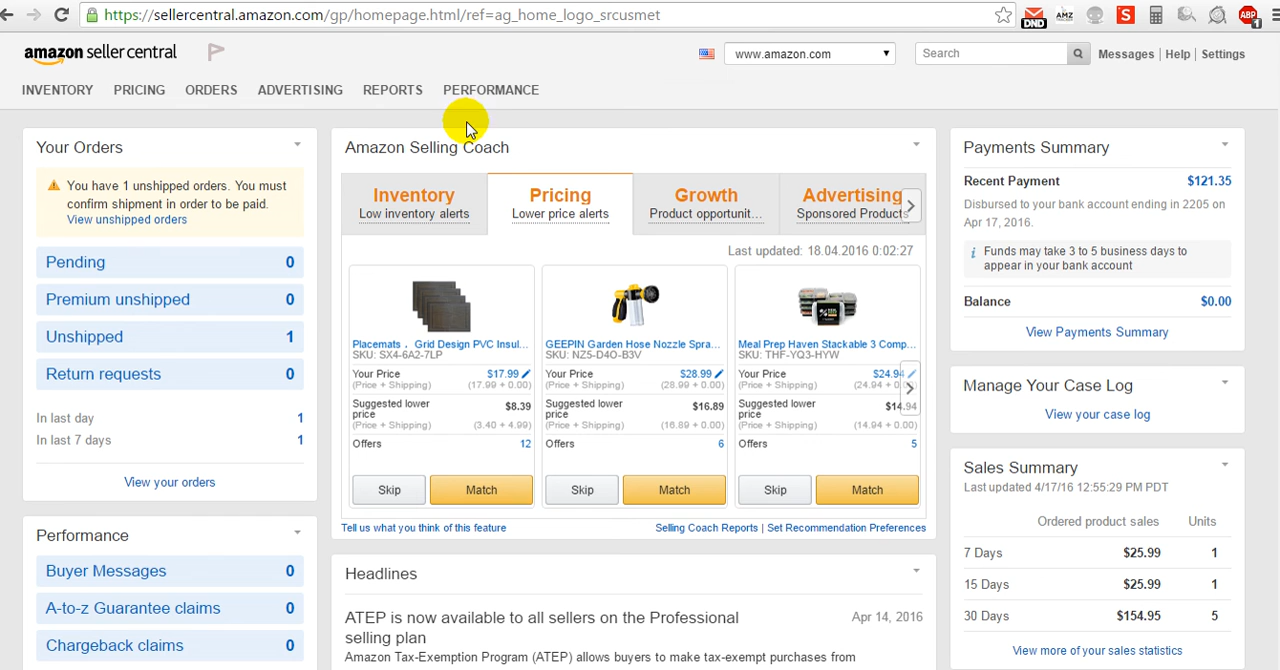 https://sellercentral.amazon.com/gp/homepage.html/ref=ag_home_logo_srcusmet
DND
AMZ
S
ABP
1
amazon seller central
www.amazon.com
Search
Messages | Help | Settings
INVENTORY PRICING ORDERS ADVERTISING REPORTS PERFORMANCE
Your Orders
You have 1 unshipped orders. You must
confirm shipment in order to be paid.
View unshipped orders
Pending 0
Premium unshipped 0
Unshipped 1
Return requests 0
In last day 1
In last 7 days 1
View your orders
Performance
Buyer Messages 0
A-to-z Guarantee claims 0
Chargeback claims 0
Amazon Selling Coach
Inventory
Low inventory alerts
Pricing
Lower price alerts
Growth
Product opportunit...
Advertising
Sponsored Products
Last updated: 18.04.2016 0:02:27
Placemats， Grid Design PVC Insul...
SKU: SX4-6A2-7LP
Your Price $17.99
(Price + Shipping) (17.99 + 0.00)
Suggested lower
price $8.39
(Price + Shipping) (3.40 + 4.99)
Offers 12
Skip Match
GEEPIN Garden Hose Nozzle Spra...
SKU: NZ5-D4O-B3V
Your Price $28.99
(Price + Shipping) (28.99 + 0.00)
Suggested lower
price $16.89
(Price + Shipping) (16.89 + 0.00)
Offers 6
Skip Match
Meal Prep Haven Stackable 3 Comp...
SKU: THF-YQ3-HYW
Your Price $24.94
(Price + Shipping) (24.94 + 0.00)
Suggested lower
price $14.94
(Price + Shipping) (14.94 + 0.00)
Offers 5
Skip Match
Tell us what you think of this feature
Selling Coach Reports | Set Recommendation Preferences
Headlines
ATEP is now available to all sellers on the Professional
selling plan
Apr 14, 2016
Amazon Tax-Exemption Program (ATEP) allows buyers to make tax-exempt purchases from
Payments Summary
Recent Payment $121.35
Disbursed to your bank account ending in 2205 on
Apr 17, 2016.
Funds may take 3 to 5 business days to
appear in your bank account
Balance $0.00
View Payments Summary
Manage Your Case Log
View your case log
Sales Summary
Last updated 4/17/16 12:55:29 PM PDT
Ordered product sales Units
7 Days $25.99 1
15 Days $25.99 1
30 Days $154.95 5
View more of your sales statistics